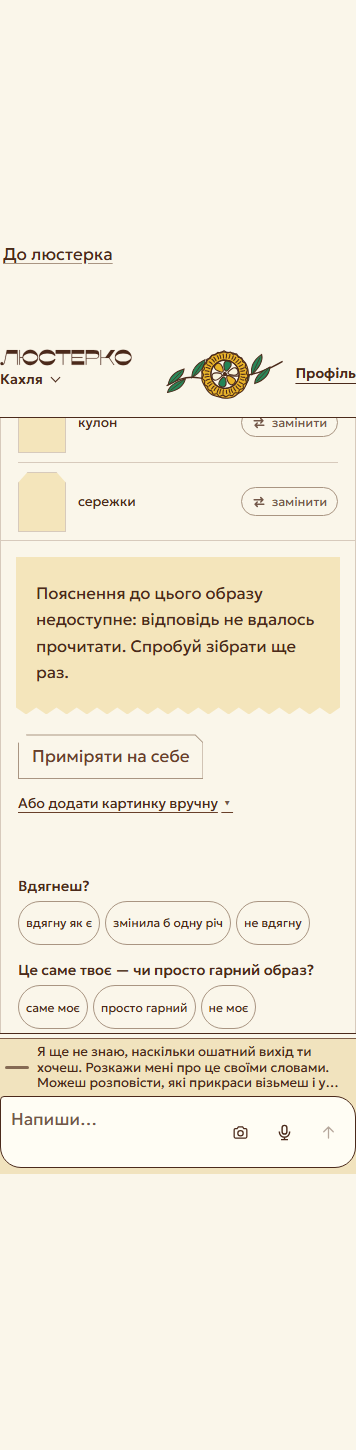 До люстерка
ЛЮСТЕРКО
Кахля
Профіль
кулон
замінити
сережки
замінити
Пояснення до цього образу
недоступне: відповідь не вдалось
прочитати. Спробуй зібрати ще
раз.
Приміряти на себе
Або додати картинку вручну
Вдягнеш?
вдягну як є
змінила б одну річ
не вдягну
Це саме твоє — чи просто гарний образ?
саме моє
просто гарний
не моє
Я ще не знаю, наскільки ошатний вихід ти
хочеш. Розкажи мені про це своїми словами.
Можеш розповісти, які прикраси візьмеш і у…
Напиши…